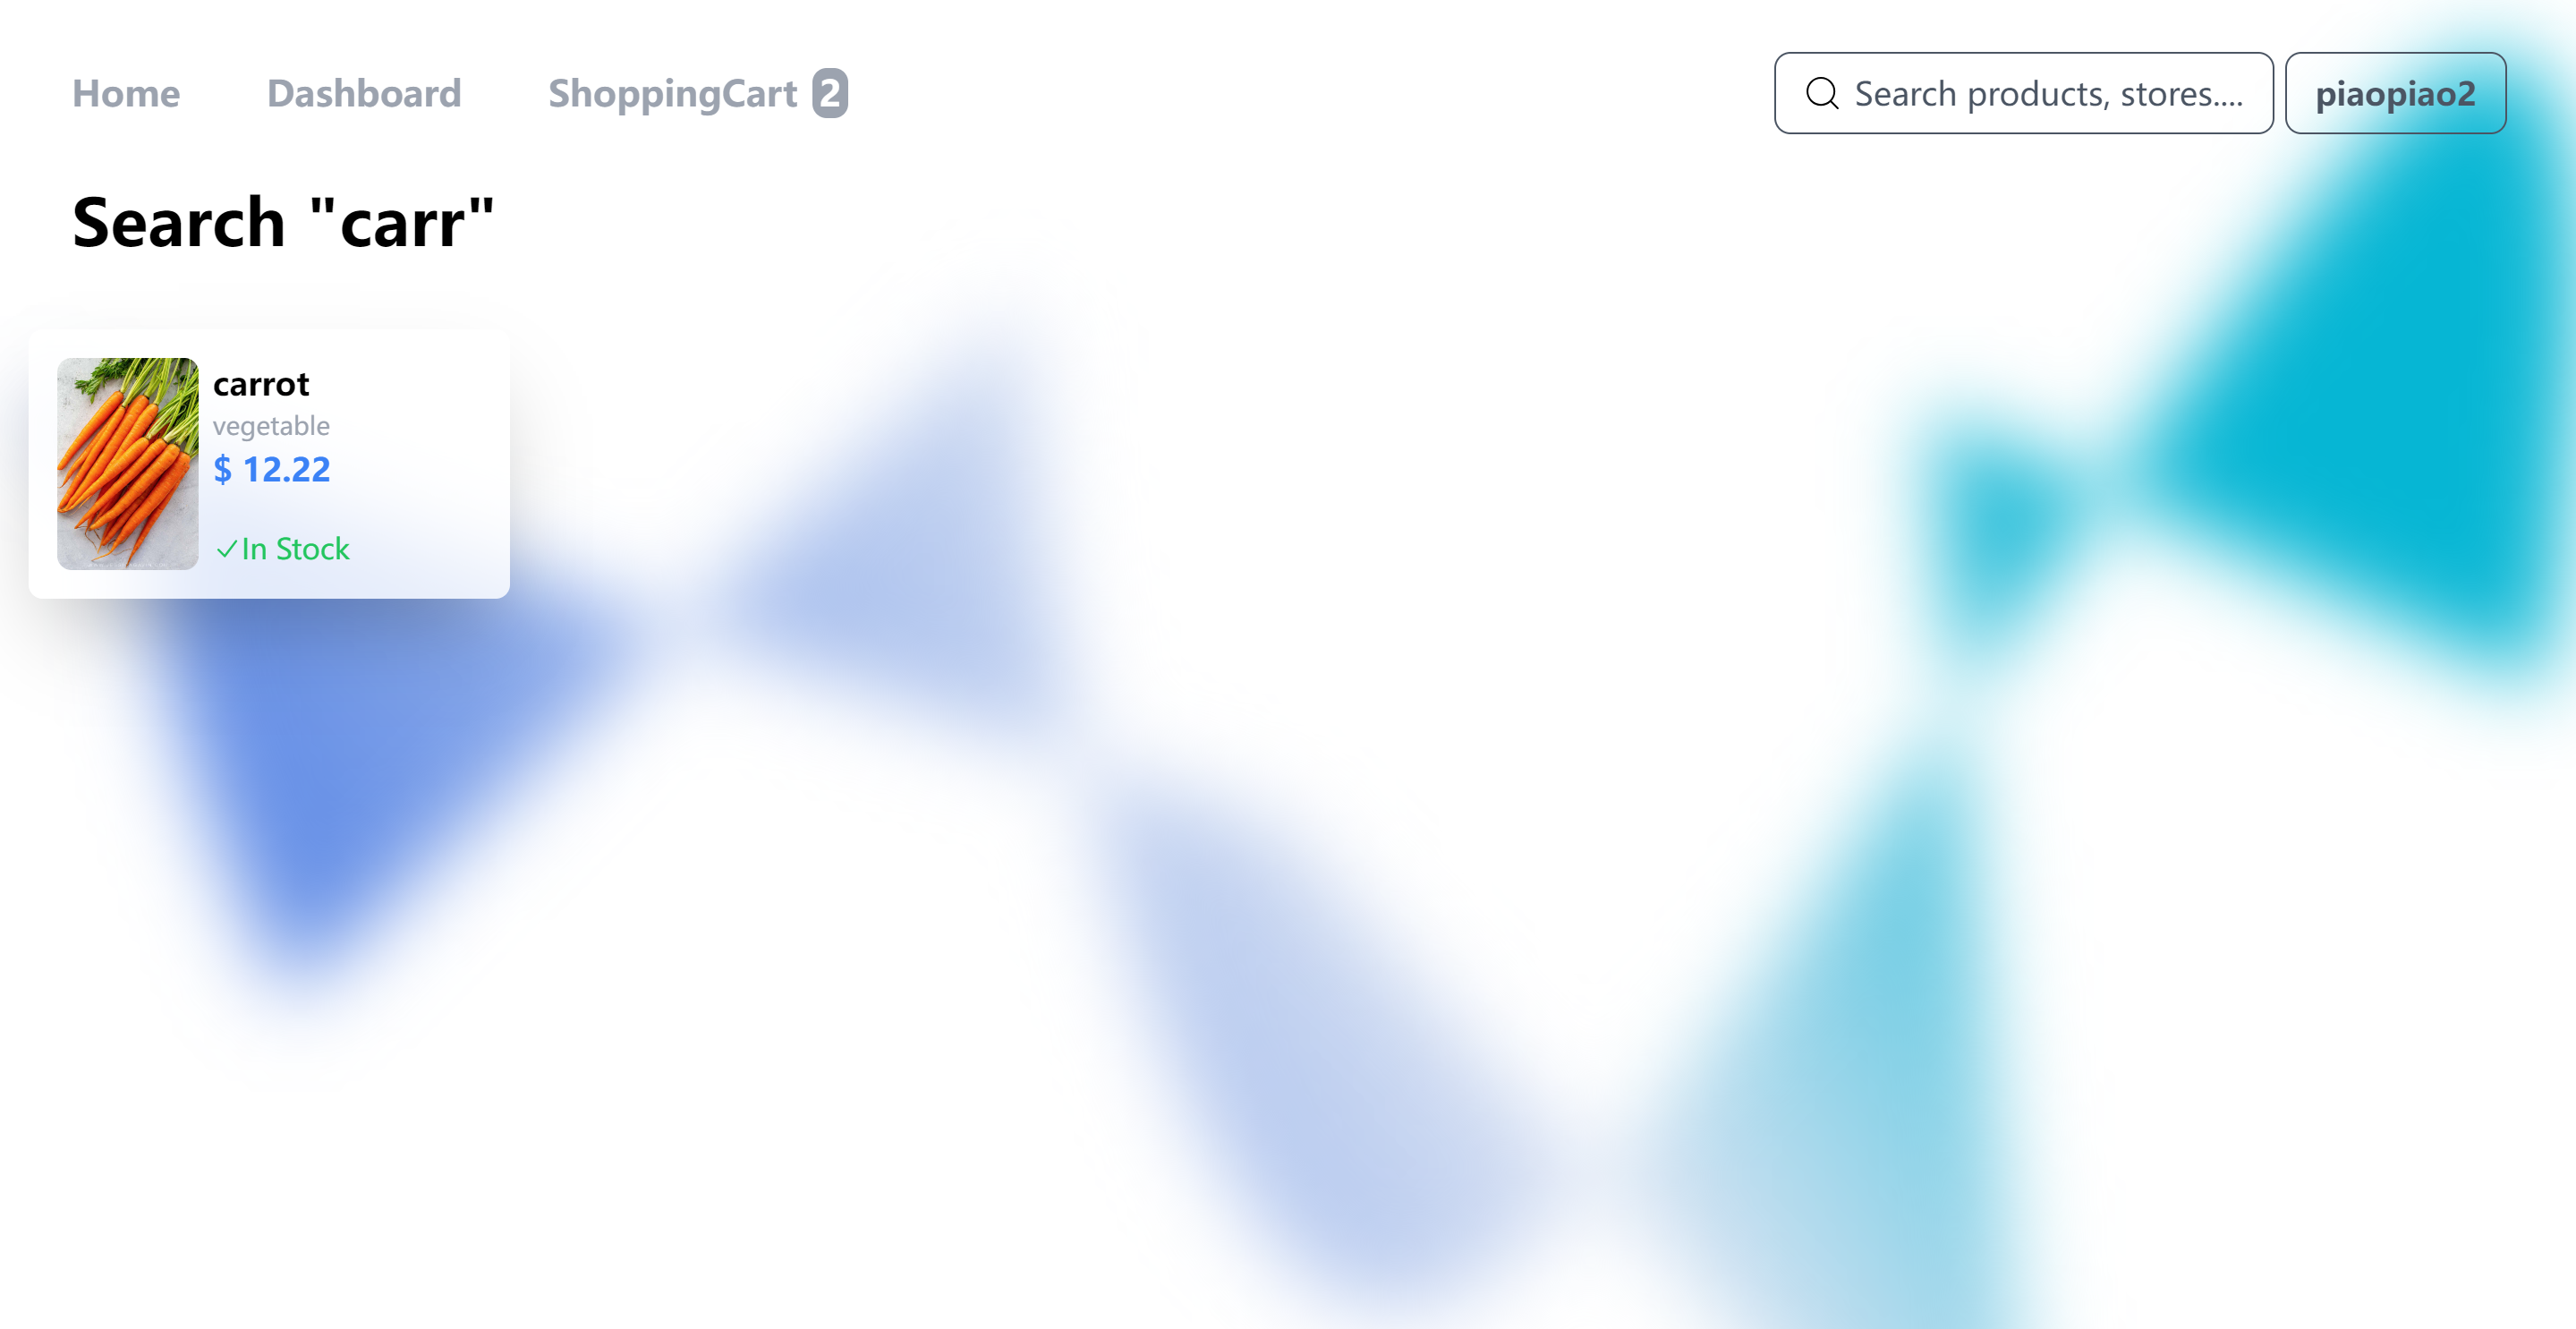 Home Dashboard ShoppingCart 2 Search products, stores.... piaopiao2
Search "carr"
carrot
vegetable
$ 12.22
In Stock